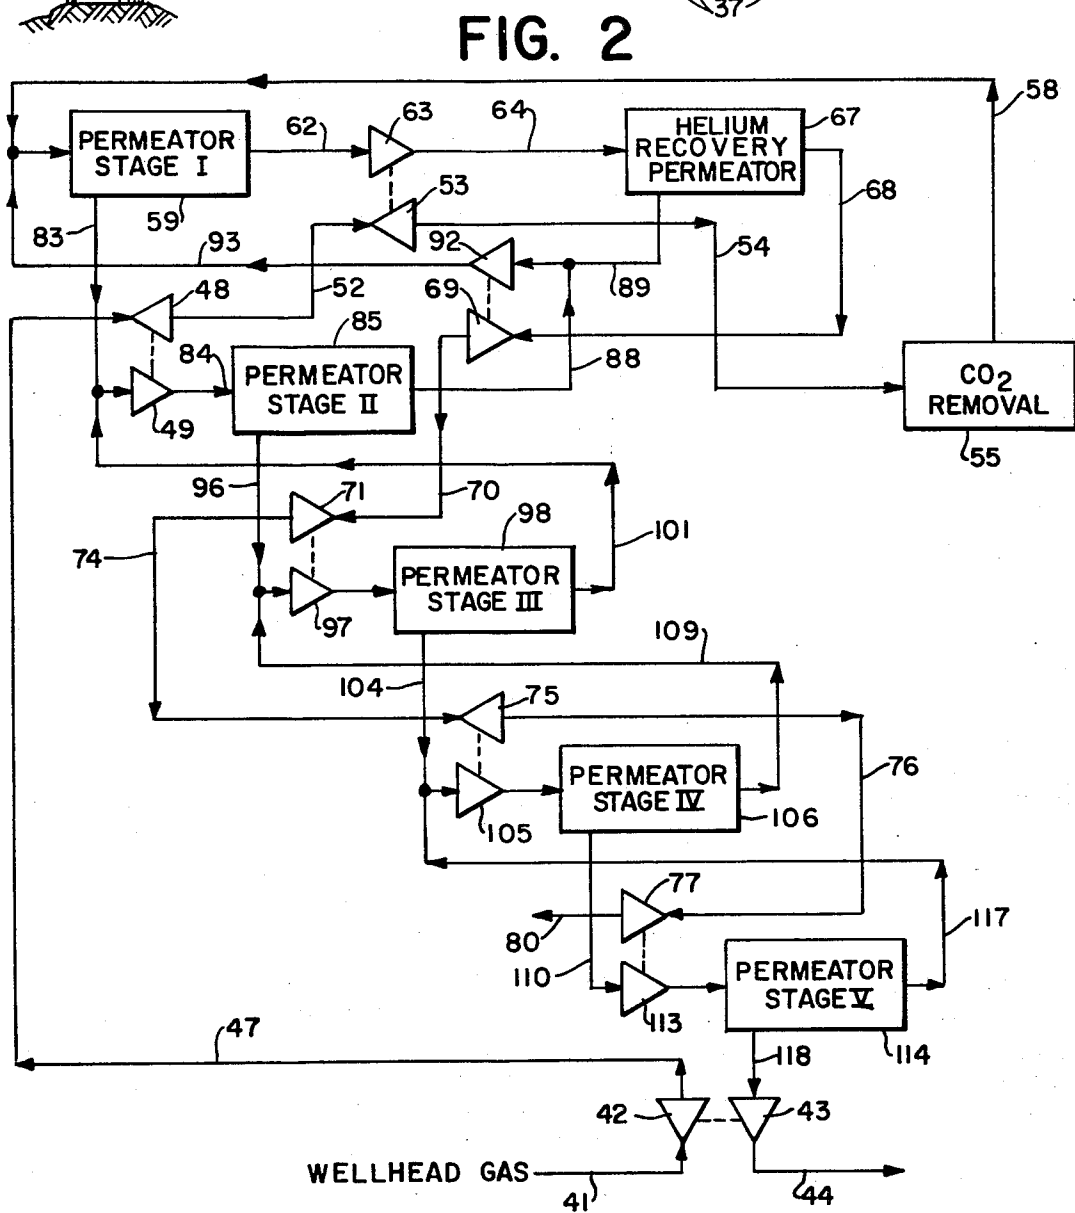 37
FIG. 2
58
62
63
64
67
PERMEATOR
STAGE I
HELIUM
RECOVERY
PERMEATOR
59
53
68
83
93
92
54
52
89
48
69
85
88
84
PERMEATOR
STAGE II
CO2
REMOVAL
49
55
96
71
70
98
101
74
PERMEATOR
STAGE III
97
109
104
75
76
PERMEATOR
STAGE IV
105
106
77
80
117
110
PERMEATOR
STAGE V
113
47
118
114
42
43
WELLHEAD GAS
41
44